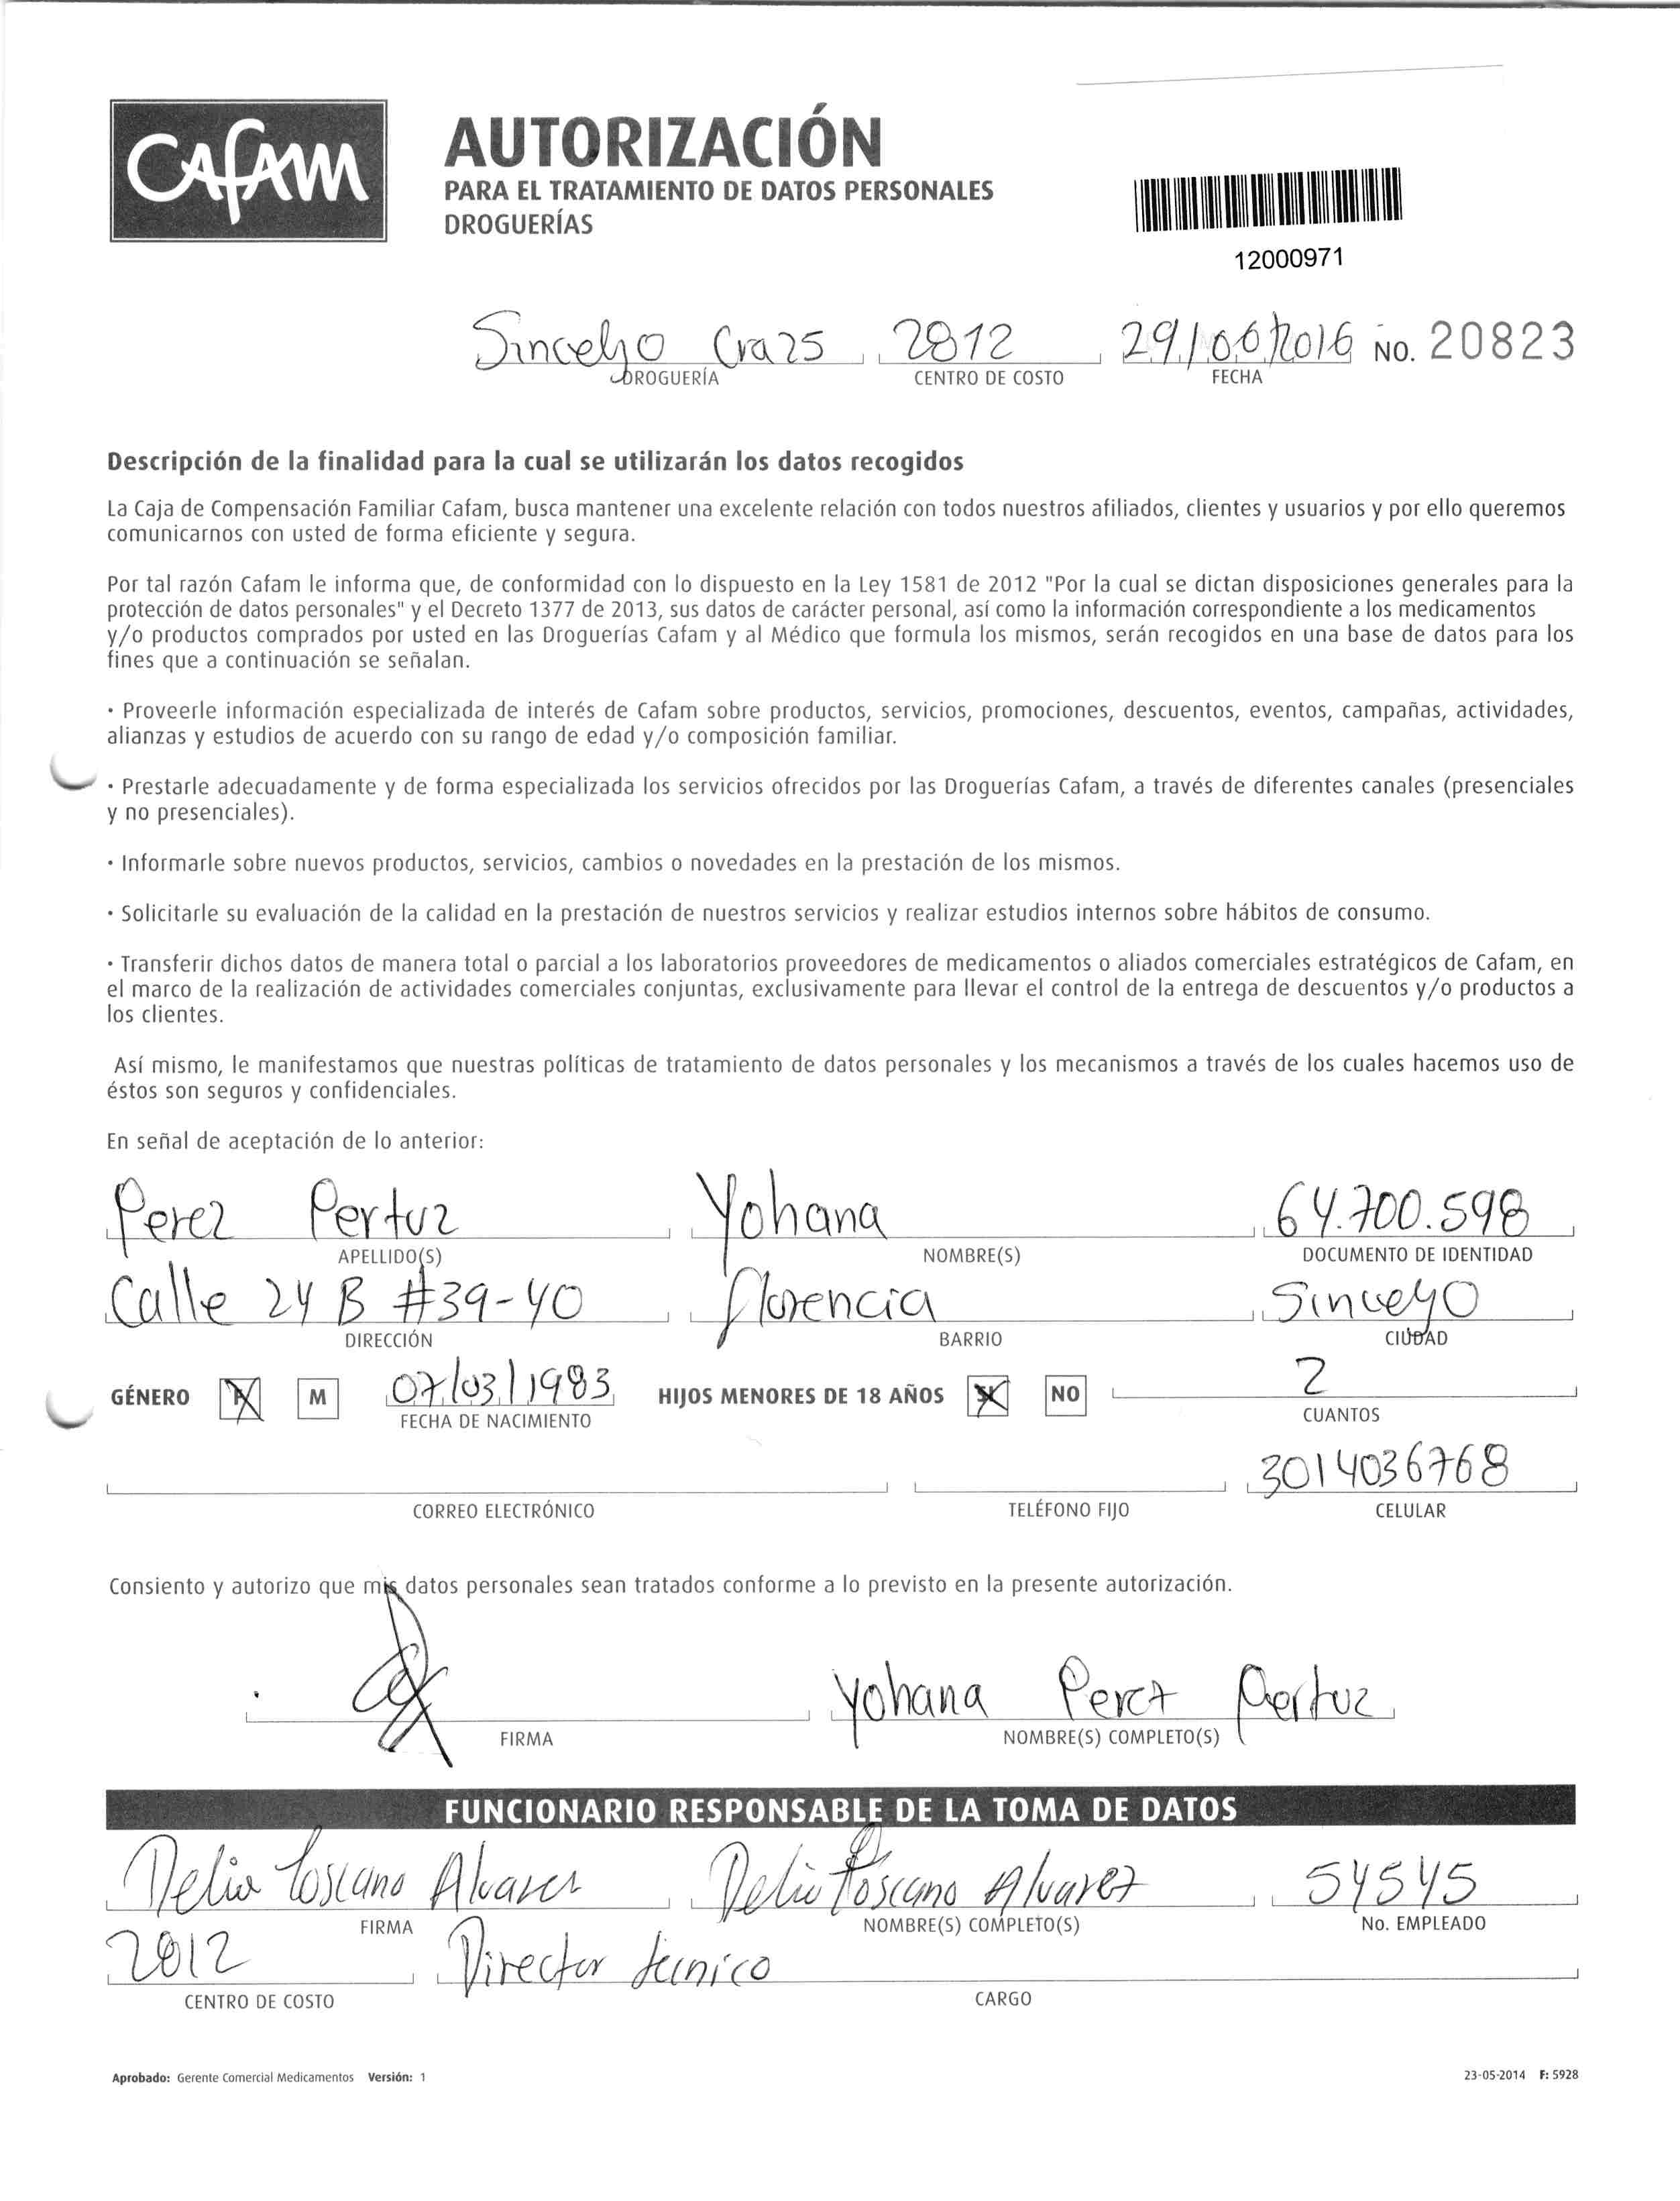 Cafam
AUTORIZACIÓN
PARA EL TRATAMIENTO DE DATOS PERSONALES
DROGUERÍAS
12000971
Sincelejo Cra 25 2812 29/06/2016 No. 20823
DROGUERÍA CENTRO DE COSTO FECHA
Descripción de la finalidad para la cual se utilizarán los datos recogidos
La Caja de Compensación Familiar Cafam, busca mantener una excelente relación con todos nuestros afiliados, clientes y usuarios y por ello queremos
comunicarnos con usted de forma eficiente y segura.
Por tal razón Cafam le informa que, de conformidad con lo dispuesto en la Ley 1581 de 2012 "Por la cual se dictan disposiciones generales para la
protección de datos personales" y el Decreto 1377 de 2013, sus datos de carácter personal, así como la información correspondiente a los medicamentos
y/o productos comprados por usted en las Droguerías Cafam y al Médico que formula los mismos, serán recogidos en una base de datos para los
fines que a continuación se señalan.
· Proveerle información especializada de interés de Cafam sobre productos, servicios, promociones, descuentos, eventos, campañas, actividades,
alianzas y estudios de acuerdo con su rango de edad y/o composición familiar.
· Prestarle adecuadamente y de forma especializada los servicios ofrecidos por las Droguerías Cafam, a través de diferentes canales (presenciales
y no presenciales).
· Informarle sobre nuevos productos, servicios, cambios o novedades en la prestación de los mismos.
· Solicitarle su evaluación de la calidad en la prestación de nuestros servicios y realizar estudios internos sobre hábitos de consumo.
· Transferir dichos datos de manera total o parcial a los laboratorios proveedores de medicamentos o aliados comerciales estratégicos de Cafam, en
el marco de la realización de actividades comerciales conjuntas, exclusivamente para llevar el control de la entrega de descuentos y/o productos a
los clientes.
Así mismo, le manifestamos que nuestras políticas de tratamiento de datos personales y los mecanismos a través de los cuales hacemos uso de
éstos son seguros y confidenciales.
En señal de aceptación de lo anterior:
Perez Pertuz Yohana 64.700.598
APELLIDO(S) NOMBRE(S) DOCUMENTO DE IDENTIDAD
Calle 24 B #39-40 Florencia Sincelejo
DIRECCIÓN BARRIO CIUDAD
GÉNERO F M 07/03/1983 HIJOS MENORES DE 18 AÑOS SI NO 2
FECHA DE NACIMIENTO CUANTOS
3014036768
CORREO ELECTRÓNICO TELÉFONO FIJO CELULAR
Consiento y autorizo que mis datos personales sean tratados conforme a lo previsto en la presente autorización.
Yohana Perez Pertuz
FIRMA NOMBRE(S) COMPLETO(S)
FUNCIONARIO RESPONSABLE DE LA TOMA DE DATOS
Delia Toscano Alvarez Delia Toscano Alvarez 54545
FIRMA NOMBRE(S) COMPLETO(S) No. EMPLEADO
2812 Director tecnico
CENTRO DE COSTO CARGO
Aprobado: Gerente Comercial Medicamentos Versión: 1 23-05-2014 F: 5928